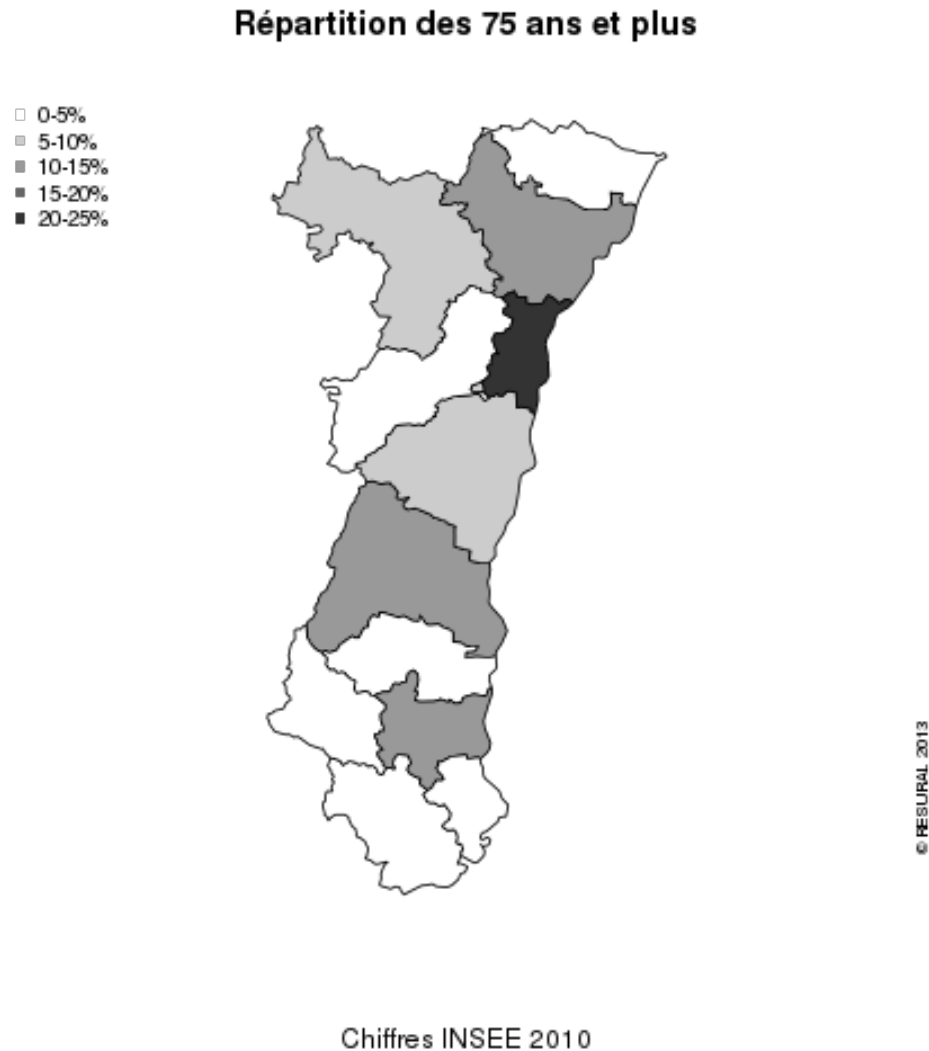 Répartition des 75 ans et plus
0-5%
5-10%
10-15%
15-20%
20-25%
© RESURAL 2013
Chiffres INSEE 2010